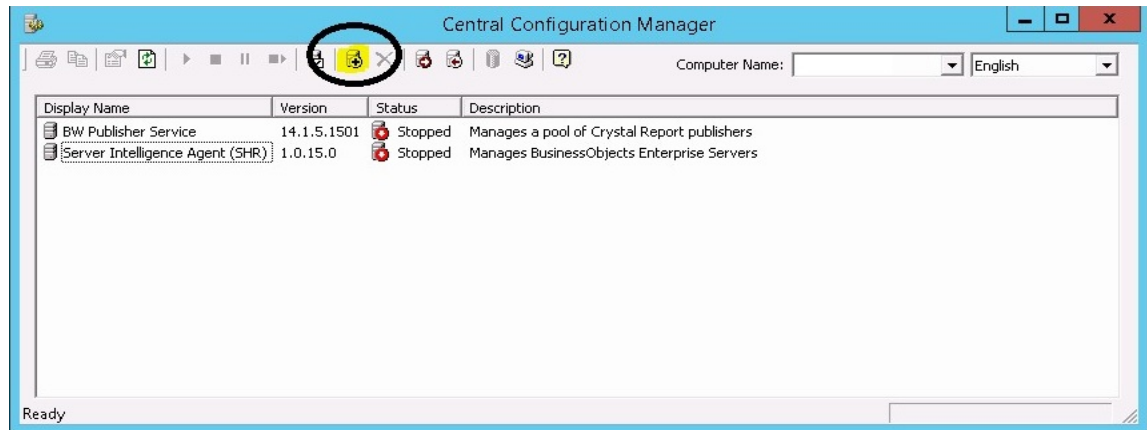 Central Configuration Manager
Computer Name: English
Display Name Version Status Description
BW Publisher Service 14.1.5.1501 Stopped Manages a pool of Crystal Report publishers
Server Intelligence Agent (SHR) 1.0.15.0 Stopped Manages BusinessObjects Enterprise Servers
Ready